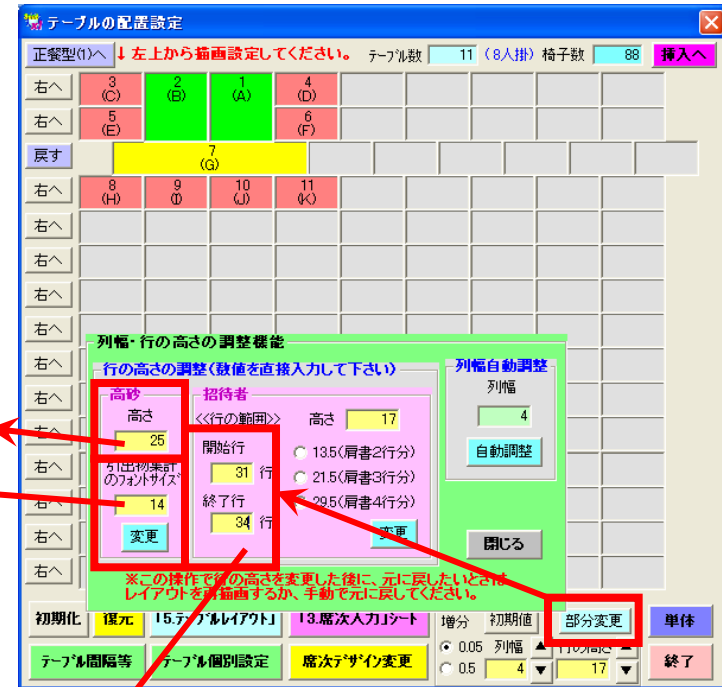 テーブルの配置設定
正餐型(1)へ ↓左上から描画設定してください。 テーブル数 11 (8人掛) 椅子数 88 挿入へ
右へ 3 2 1 4
(C) (B) (A) (D)
右へ 5 6
(E) (F)
戻す 7
(G)
右へ 8 9 10 11
(H) (I) (J) (K)
右へ
右へ
右へ
右へ
右へ
右へ
右へ
右へ
右へ
右へ
列幅・行の高さの調整機能
行の高さの調整(数値を直接入力して下さい) 列幅自動調整
高砂 招待者 列幅
高さ <<行の範囲>> 高さ 17 4
25 開始行 13.5(肩書2行分) 自動調整
引出物集計 31 行 21.5(肩書3行分)
のフォントサイズ 終了行 29.5(肩書4行分)
14 34 行
変更 変更 閉じる
※この操作で行の高さを変更した後に、元に戻したいときは
レイアウトを再描画するか、手動で元に戻してください。
初期化 復元 「5.テーブルレイアウト」 「3.席次入力」シート 増分 初期値 部分変更 単体
0.05 列幅 ▲ 行の高さ ▲
テーブル間隔等 テーブル個別設定 席次デザイン変更 0.5 4 ▼ 17 ▼ 終了